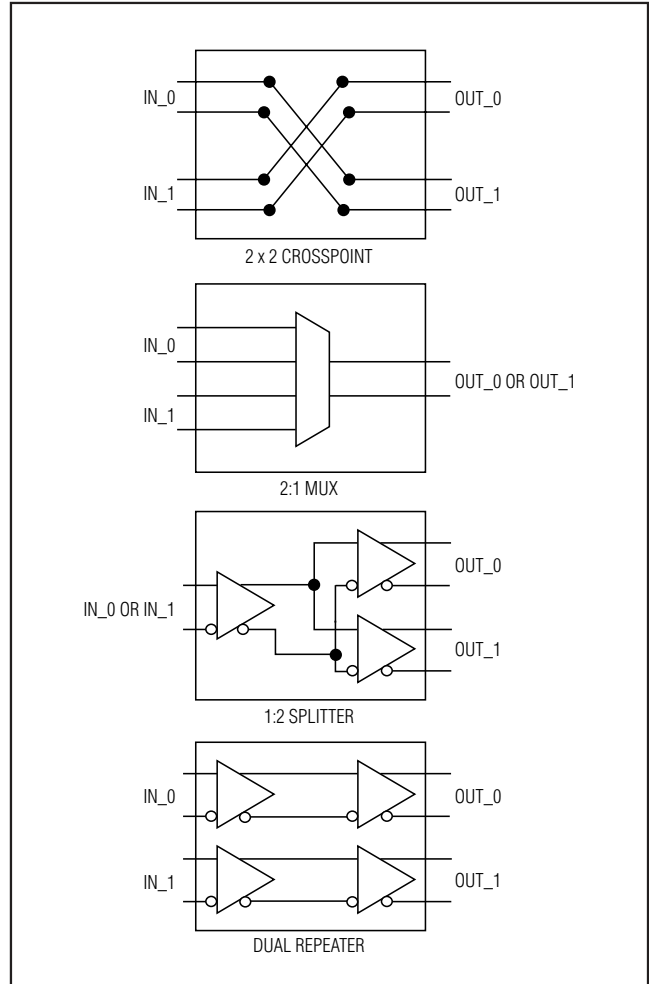 IN_0
OUT_0
IN_1
OUT_1
2 x 2 CROSSPOINT
IN_0
OUT_0 OR OUT_1
IN_1
2:1 MUX
OUT_0
IN_0 OR IN_1
OUT_1
1:2 SPLITTER
IN_0
OUT_0
IN_1
OUT_1
DUAL REPEATER